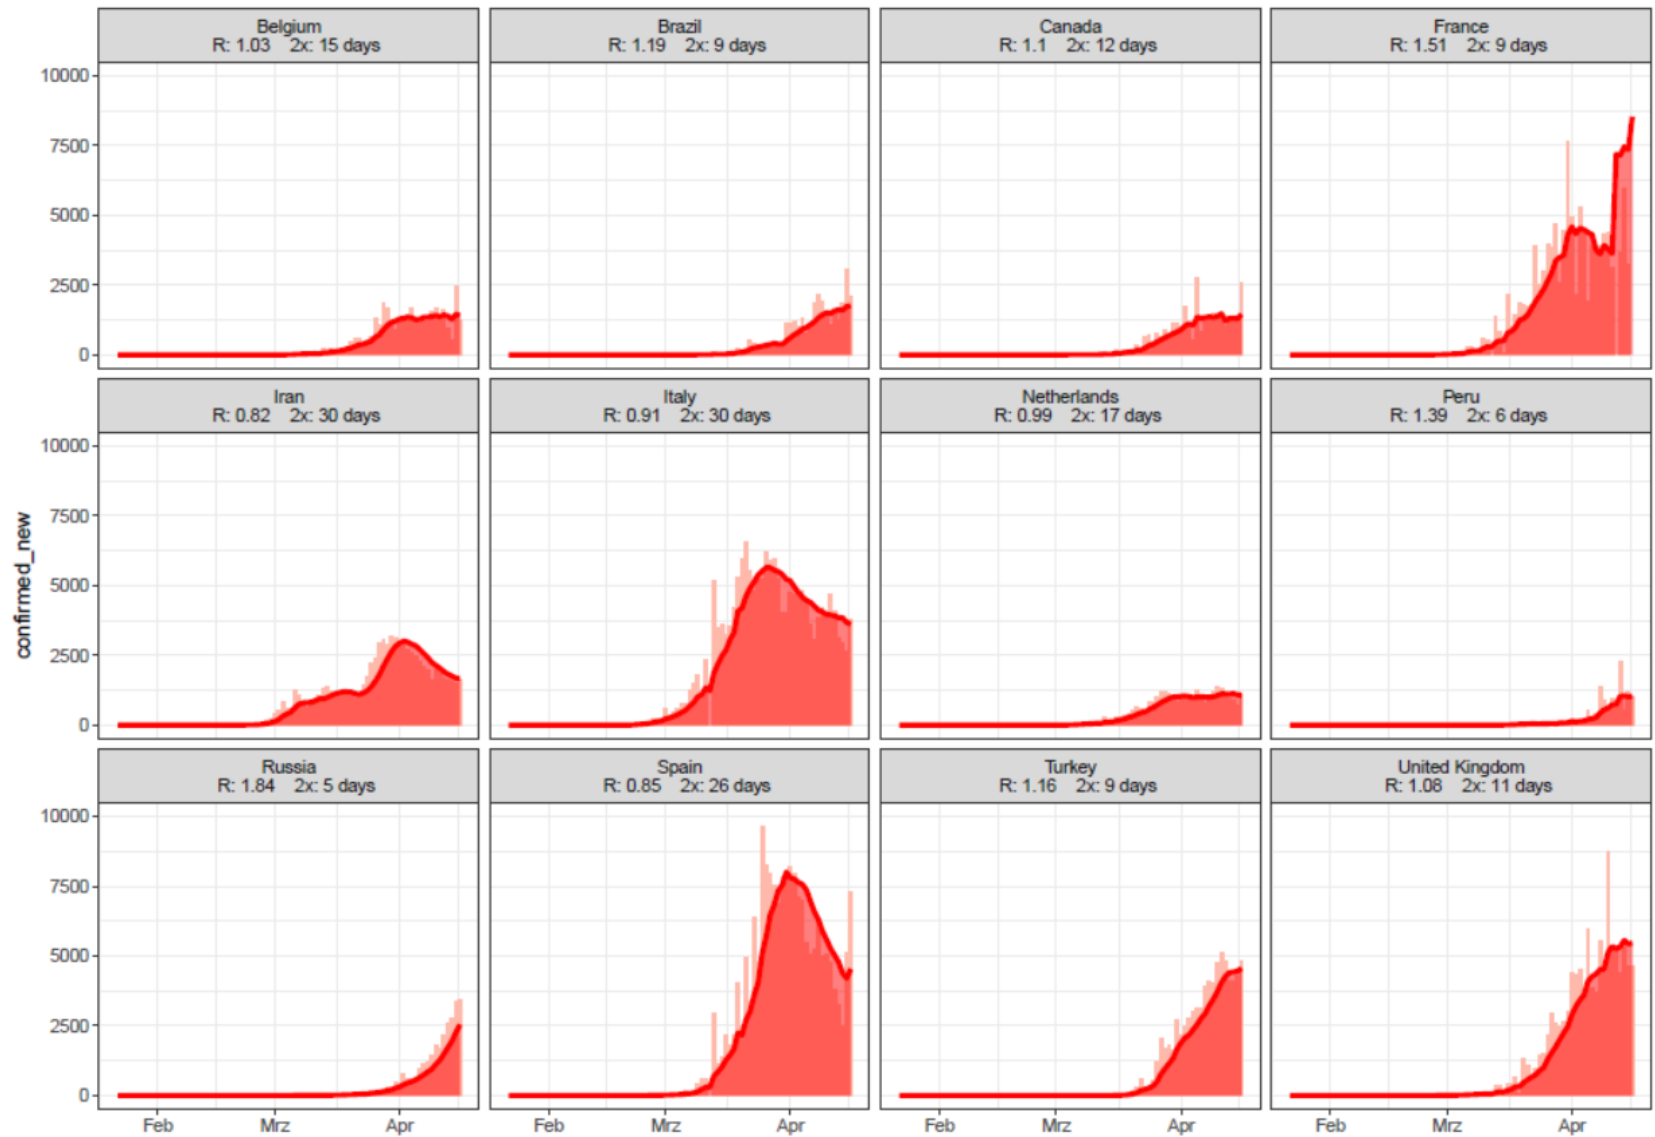 Belgium
R: 1.03 2x: 15 days
Brazil
R: 1.19 2x: 9 days
Canada
R: 1.1 2x: 12 days
France
R: 1.51 2x: 9 days
10000
7500
5000
2500
0
Iran
R: 0.82 2x: 30 days
Italy
R: 0.91 2x: 30 days
Netherlands
R: 0.99 2x: 17 days
Peru
R: 1.39 2x: 6 days
10000
7500
5000
2500
0
confirmed_new
Russia
R: 1.84 2x: 5 days
Spain
R: 0.85 2x: 26 days
Turkey
R: 1.16 2x: 9 days
United Kingdom
R: 1.08 2x: 11 days
10000
7500
5000
2500
0
Feb Mrz Apr
Feb Mrz Apr
Feb Mrz Apr
Feb Mrz Apr